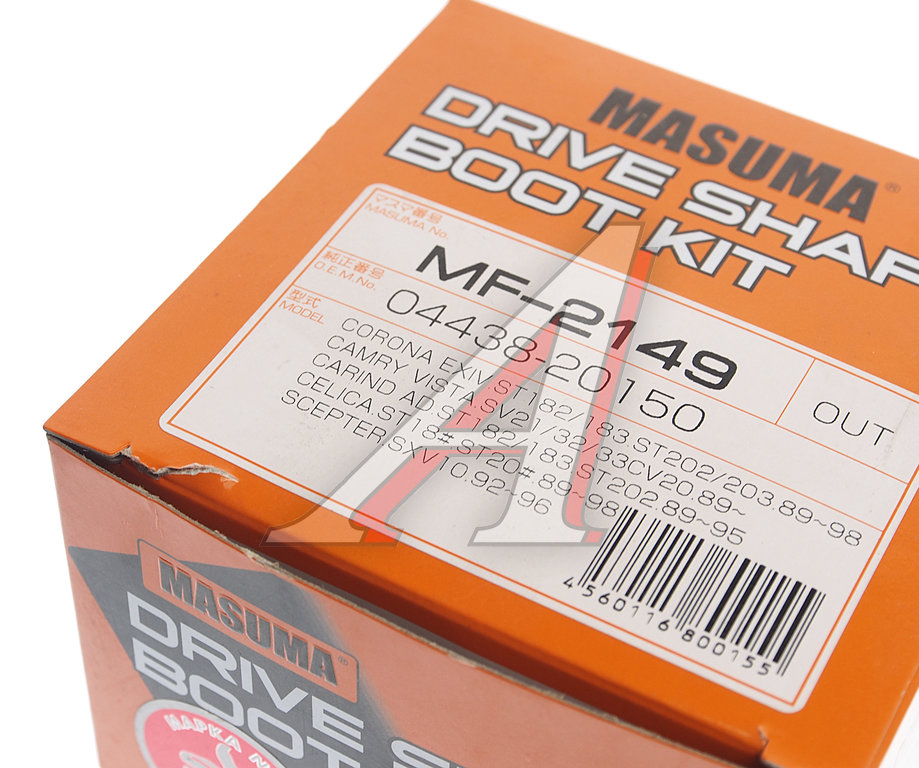 MASUMA®
DRIVE SHAF
BOOT KIT
マスマ番号
MASUMA No.
MF-2149
純正番号
O.E.M.No.
04438-20150
OUT
型式
MODEL
CORONA EXIV.ST182/183.ST202/203.89~98
CAMRY VISTA.SV21/32/33CV20.89~
CARIND AD.ST182/183.ST202.89~95
CELICA.ST18#.ST20#.89~98
SCEPTER.SXV10.92~96
4560116800155
MASUMA®
DRIVE S
BOOT
МАРКА